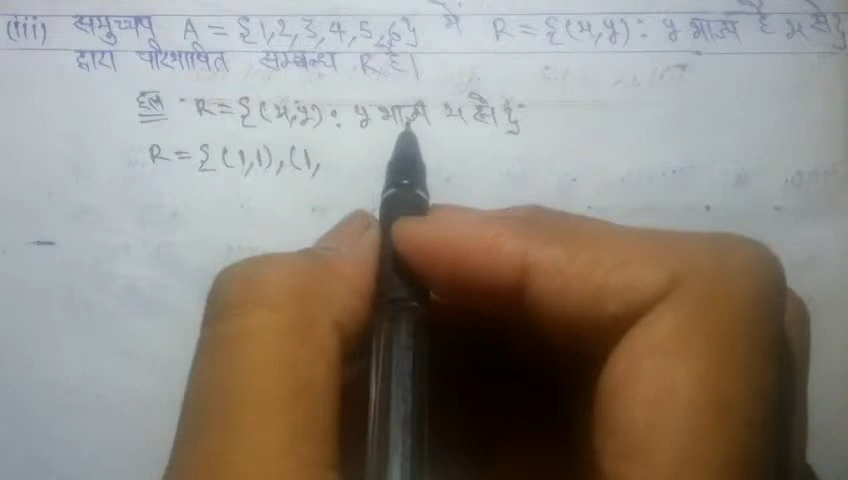 (iii) समुच्चय A = {1,2,3,4,5,6} में R = {(x,y): y भाज्य है x से}
द्वारा परिभाषित सम्बन्ध R है।
हल R = {(x,y): y भाज्य x से}
R = {(1,1),(1,